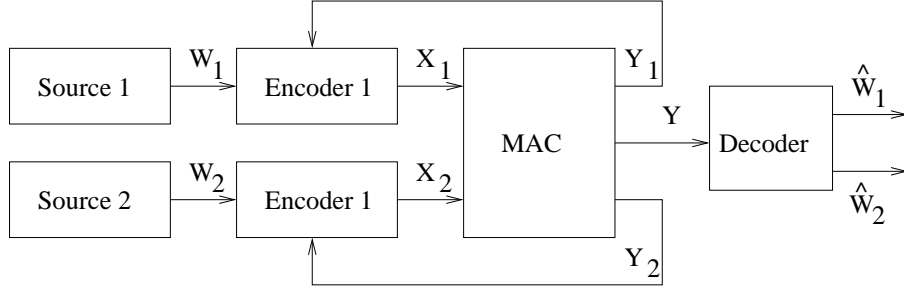 W1 X1 Y1
Source 1 Encoder 1 MAC Y Decoder Ŵ1
W2 X2 Ŵ2
Source 2 Encoder 1
Y2